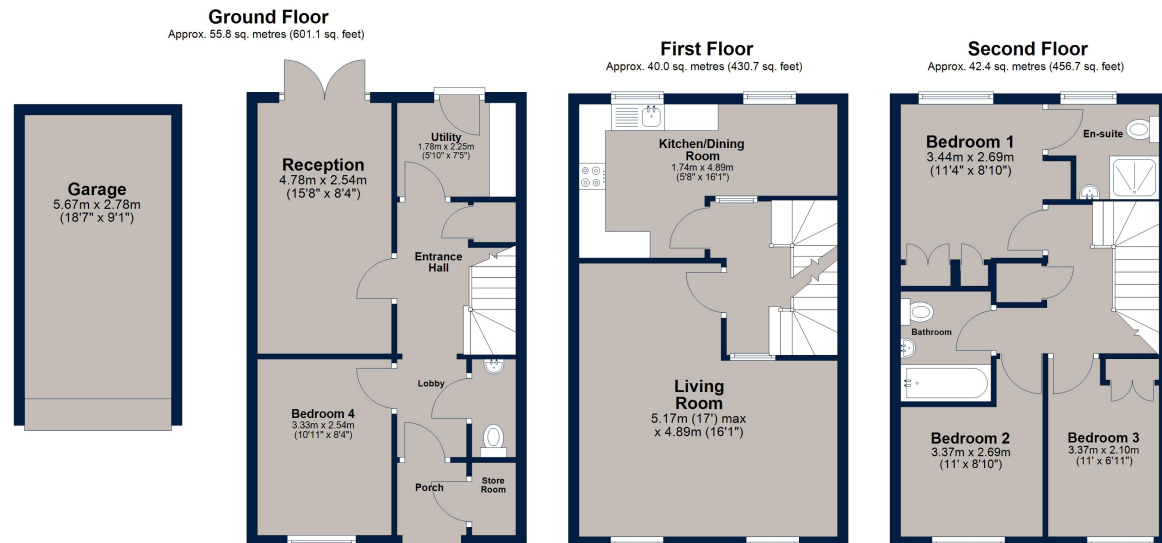 Ground Floor
Approx. 55.8 sq. metres (601.1 sq. feet)
Garage
5.67m x 2.78m
(18'7" x 9'1")
Reception
4.78m x 2.54m
(15'8" x 8'4")
Utility
1.78m x 2.25m
(5'10" x 7'5")
Entrance
Hall
Lobby
Bedroom 4
3.33m x 2.54m
(10'11" x 8'4")
Porch
Store
Room
First Floor
Approx. 40.0 sq. metres (430.7 sq. feet)
Kitchen/Dining
Room
1.74m x 4.89m
(5'8" x 16'1")
Living
Room
5.17m (17') max
x 4.89m (16'1")
Second Floor
Approx. 42.4 sq. metres (456.7 sq. feet)
Bedroom 1
3.44m x 2.69m
(11'4" x 8'10")
En-suite
Bathroom
Bedroom 2
3.37m x 2.69m
(11' x 8'10")
Bedroom 3
3.37m x 2.10m
(11' x 6'11")